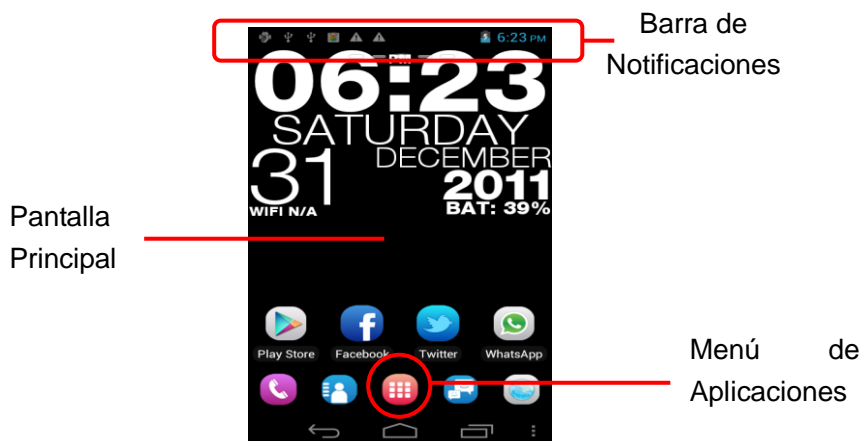 Barra de
Notificaciones
6:23 PM
PM
06:23
SATURDAY
31 DECEMBER
2011
WIFI N/A BAT: 39%
Pantalla
Principal
Play Store Facebook Twitter WhatsApp
Menú de
Aplicaciones